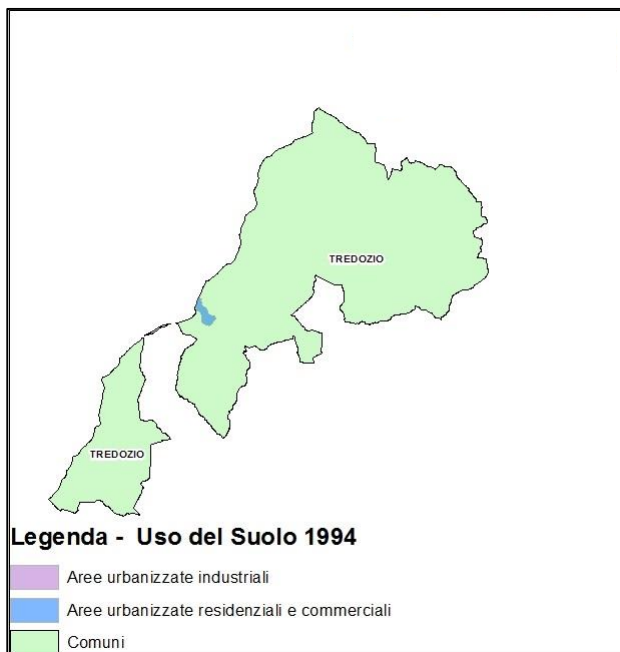 TREDOZIO
TREDOZIO
Legenda - Uso del Suolo 1994
Aree urbanizzate industriali
Aree urbanizzate residenziali e commerciali
Comuni